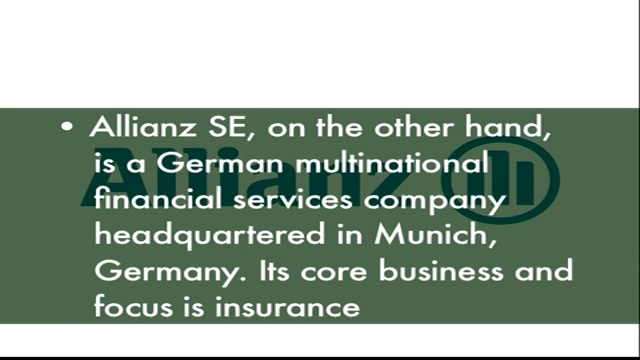 • Allianz SE, on the other hand,
is a German multinational
financial services company
headquartered in Munich,
Germany. Its core business and
focus is insurance
Allianz